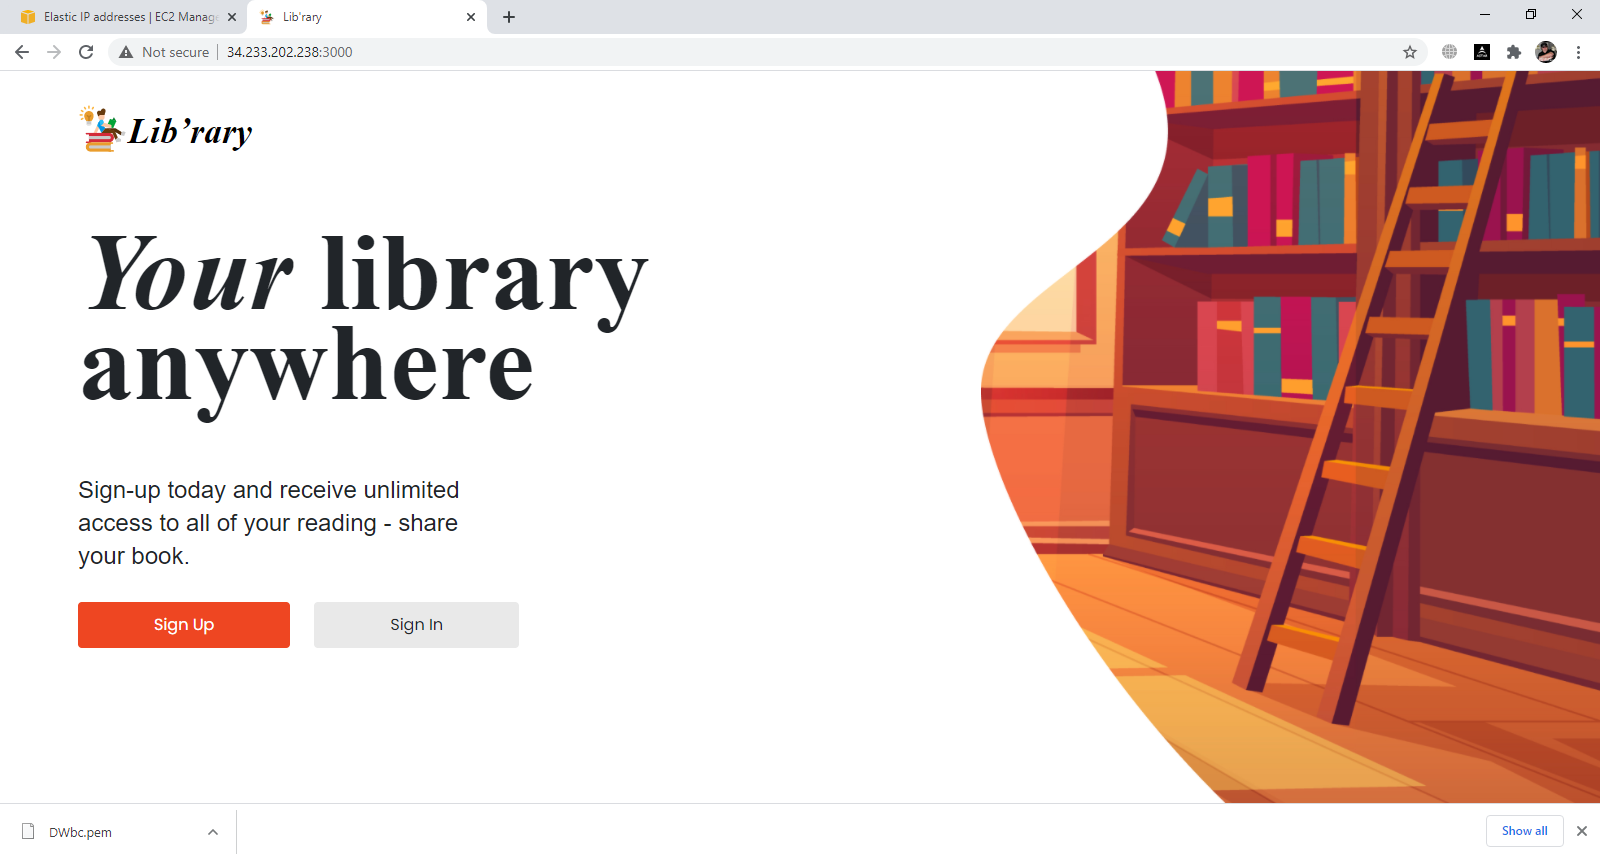 Elastic IP addresses | EC2 Manag
Lib'rary
Not secure
34.233.202.238:3000
Lib’rary
Your library
anywhere
Sign-up today and receive unlimited
access to all of your reading - share
your book.
Sign Up
Sign In
DWbc.pem
Show all